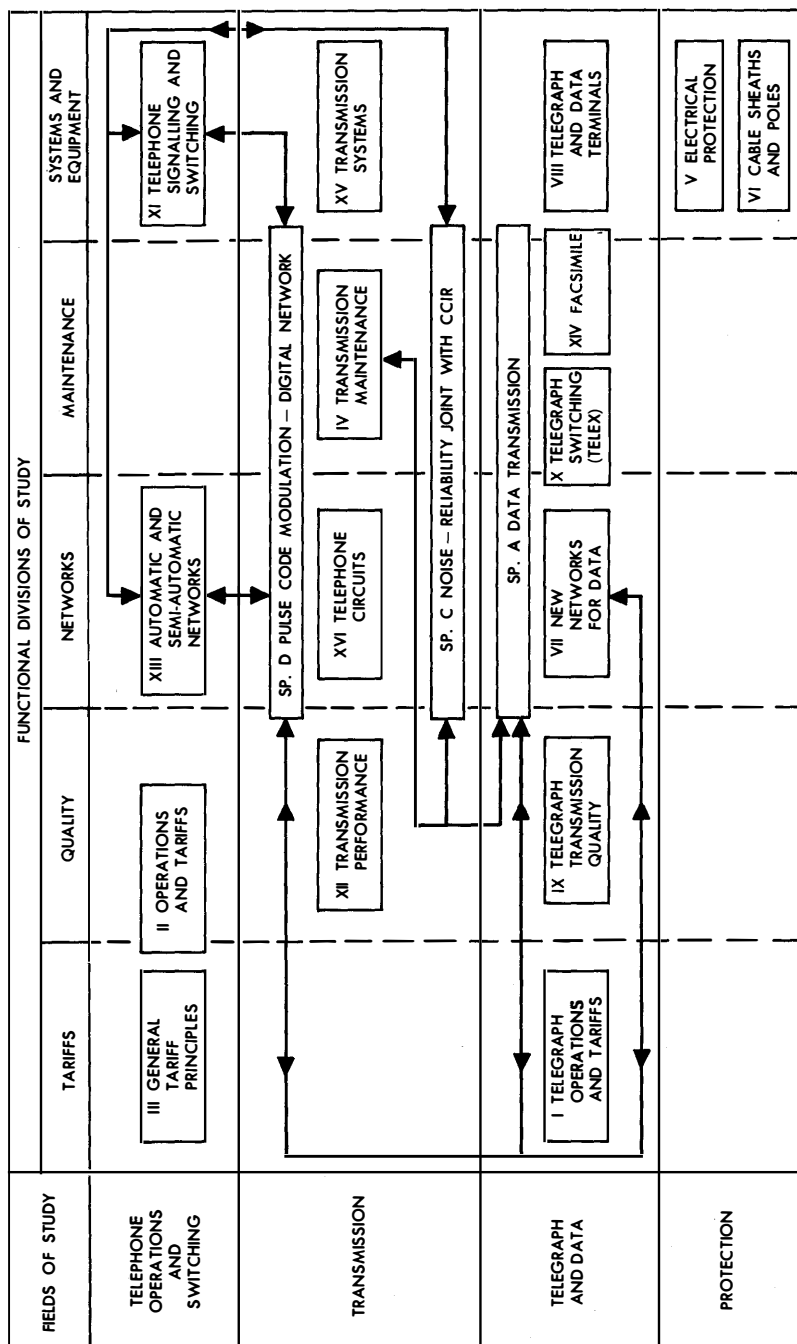 FUNCTIONAL DIVISIONS OF STUDY
FIELDS OF STUDY
TARIFFS
QUALITY
NETWORKS
MAINTENANCE
SYSTEMS AND
EQUIPMENT
TELEPHONE
OPERATIONS
AND
SWITCHING
III GENERAL
TARIFF
PRINCIPLES
II OPERATIONS
AND TARIFFS
XIII AUTOMATIC AND
SEMI-AUTOMATIC
NETWORKS
XI TELEPHONE
SIGNALLING AND
SWITCHING
TRANSMISSION
SP. D PULSE CODE MODULATION — DIGITAL NETWORK
XII TRANSMISSION
PERFORMANCE
XVI TELEPHONE
CIRCUITS
IV TRANSMISSION
MAINTENANCE
XV TRANSMISSION
SYSTEMS
SP. C NOISE — RELIABILITY JOINT WITH CCIR
TELEGRAPH
AND DATA
SP. A DATA TRANSMISSION
I TELEGRAPH
OPERATIONS
AND TARIFFS
IX TELEGRAPH
TRANSMISSION
QUALITY
VII NEW
NETWORKS
FOR DATA
X TELEGRAPH
SWITCHING
(TELEX)
XIV FACSIMILE
VIII TELEGRAPH
AND DATA
TERMINALS
PROTECTION
V ELECTRICAL
PROTECTION
VI CABLE SHEATHS
AND POLES